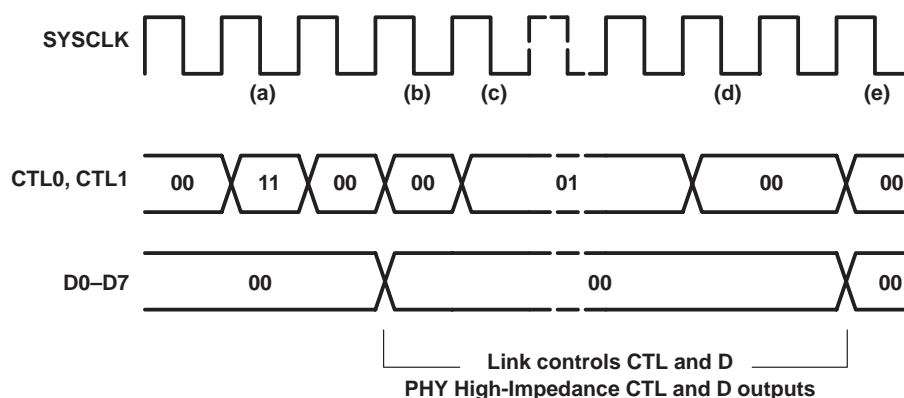 SYSCLK
(a) (b) (c) (d) (e)
CTL0, CTL1 00 11 00 00 01 00 00
D0–D7 00 00 00
Link controls CTL and D
PHY High-Impedance CTL and D outputs